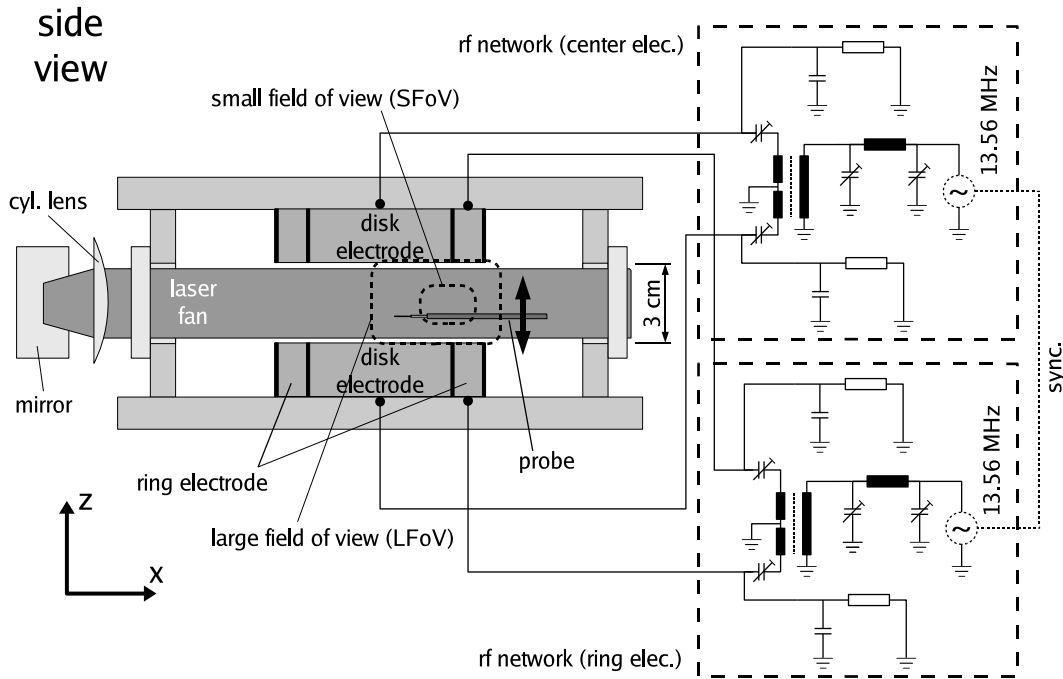 side
view
rf network (center elec.)
small field of view (SFoV)
13.56 MHz
cyl. lens
disk
electrode
laser
fan
3 cm
disk
electrode
mirror
sync.
probe
ring electrode
13.56 MHz
z
large field of view (LFoV)
x
rf network (ring elec.)
~
~